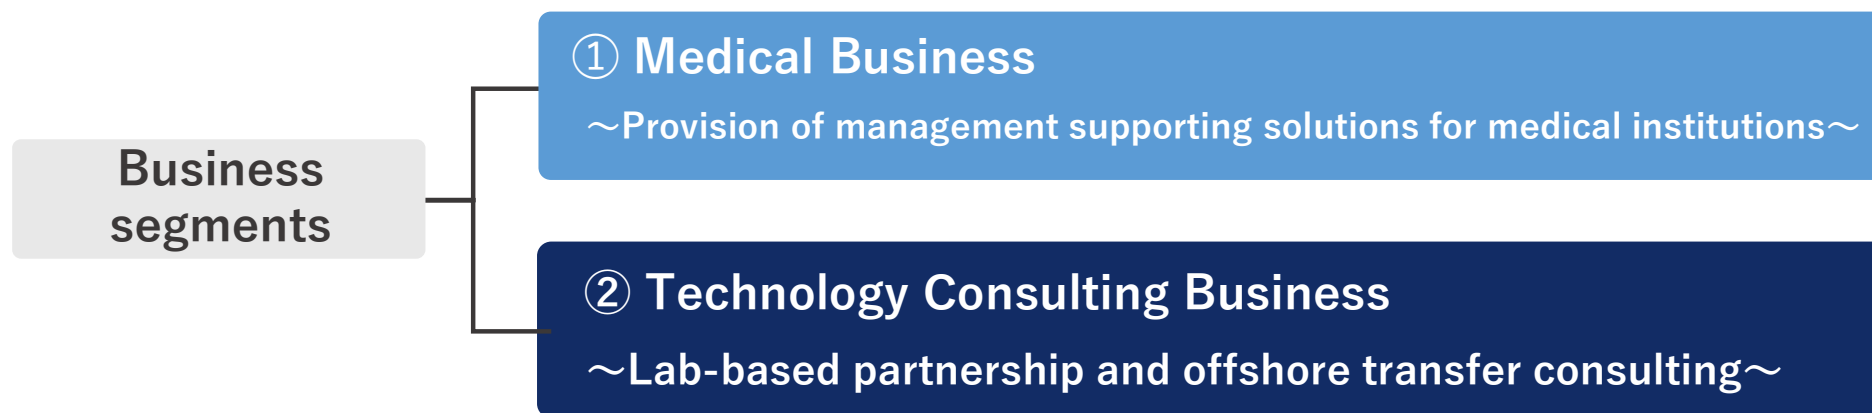 Business
segments
① Medical Business
～Provision of management supporting solutions for medical institutions～
② Technology Consulting Business
～Lab-based partnership and offshore transfer consulting～